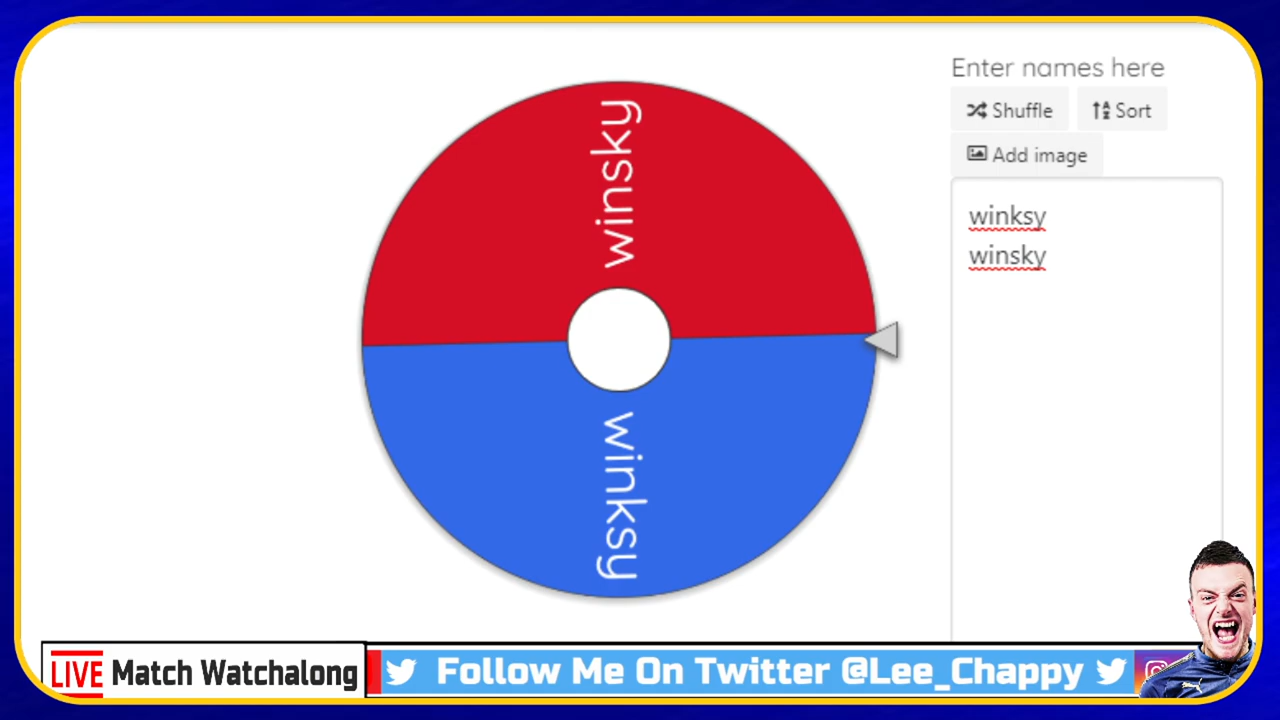 Enter names here
Shuffle
Sort
Add image
winksy
winsky
winsky
winksy
LIVE Match Watchalong
Follow Me On Twitter @Lee_Chappy